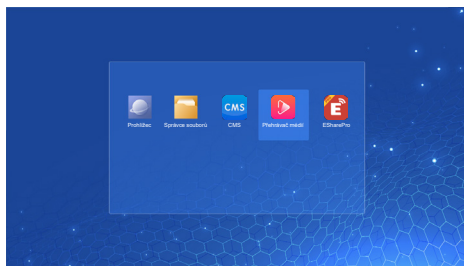 CMS
E
Prohlížeč
Správce souborů
CMS
Přehrávač médií
ESharePro